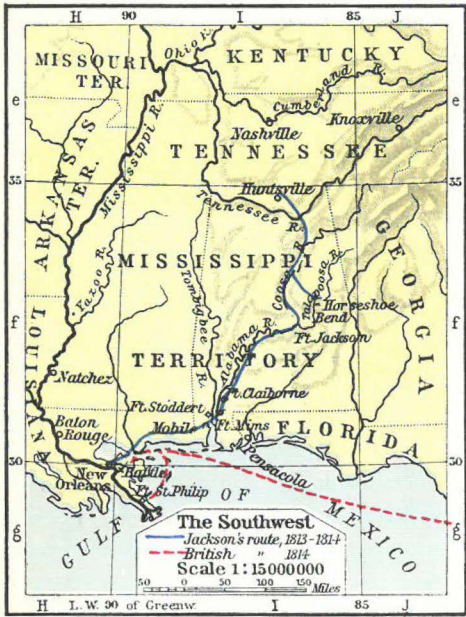 H 90 I 85 J
MISSOURI
TER.
Ohio R.
KENTUCKY
e
e
Cumberland R.
Nashville
Knoxville
ARKANSAS
TER.
Mississippi R.
TENNESSEE
35
35
Huntsville
Tennessee
R.
MISSISSIPPI
GEORGIA
Yazoo R.
Tombigbee
R.
Coosa R.
Tallapoosa R.
Horseshoe
Bend
f
f
Ft. Jackson
Alabama R.
TERRITORY
LOUISIANA
Natchez
Ft. Claiborne
Ft. Stoddert
Ft. Mims
Mobile
Baton
Rouge
FLORIDA
Pensacola
30
30
New
Orleans
Battle
Ft. St. Philip
GULF OF MEXICO
g
g
The Southwest
Jackson's route, 1813-1814
British " 1814
Scale 1:15000000
50 0 50 100 150
Miles
H L.W. 90 of Greenw. I 85 J